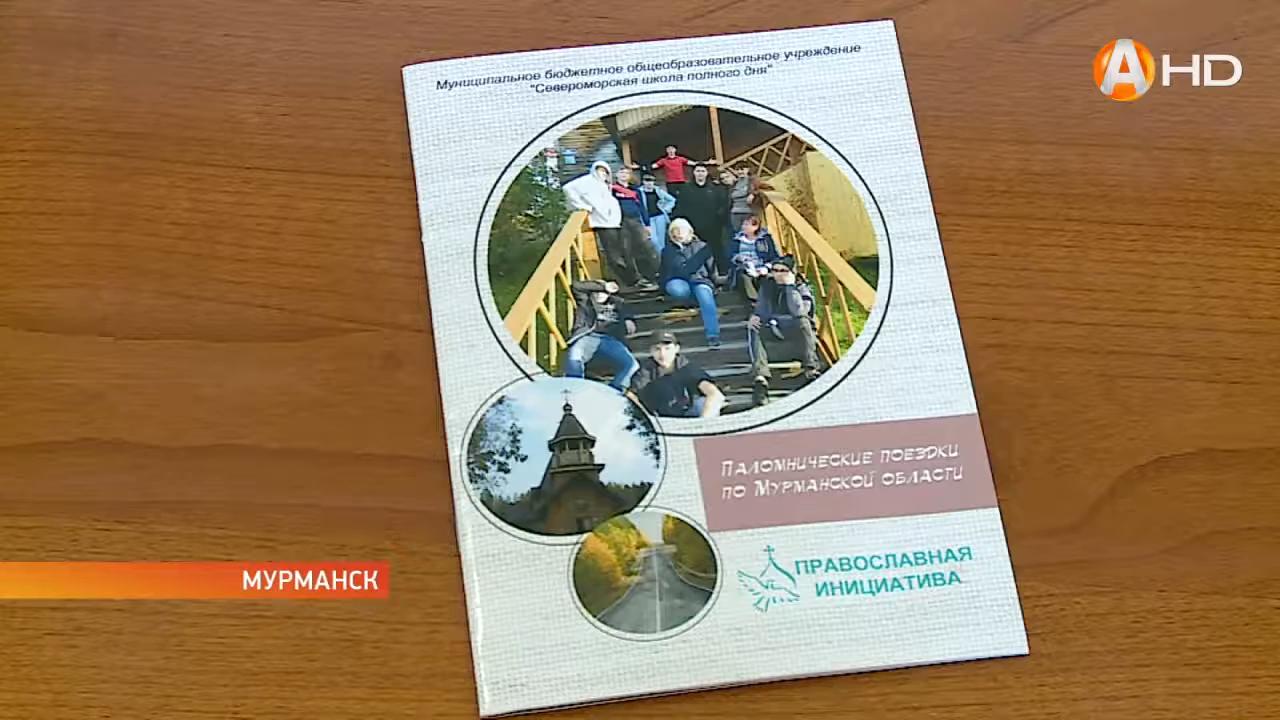 Муниципальное бюджетное общеобразовательное учреждение
"Североморская школа полного дня"
А HD
Паломнические поездки
по Мурманской области
ПРАВОСЛАВНАЯ
ИНИЦИАТИВА
МУРМАНСК